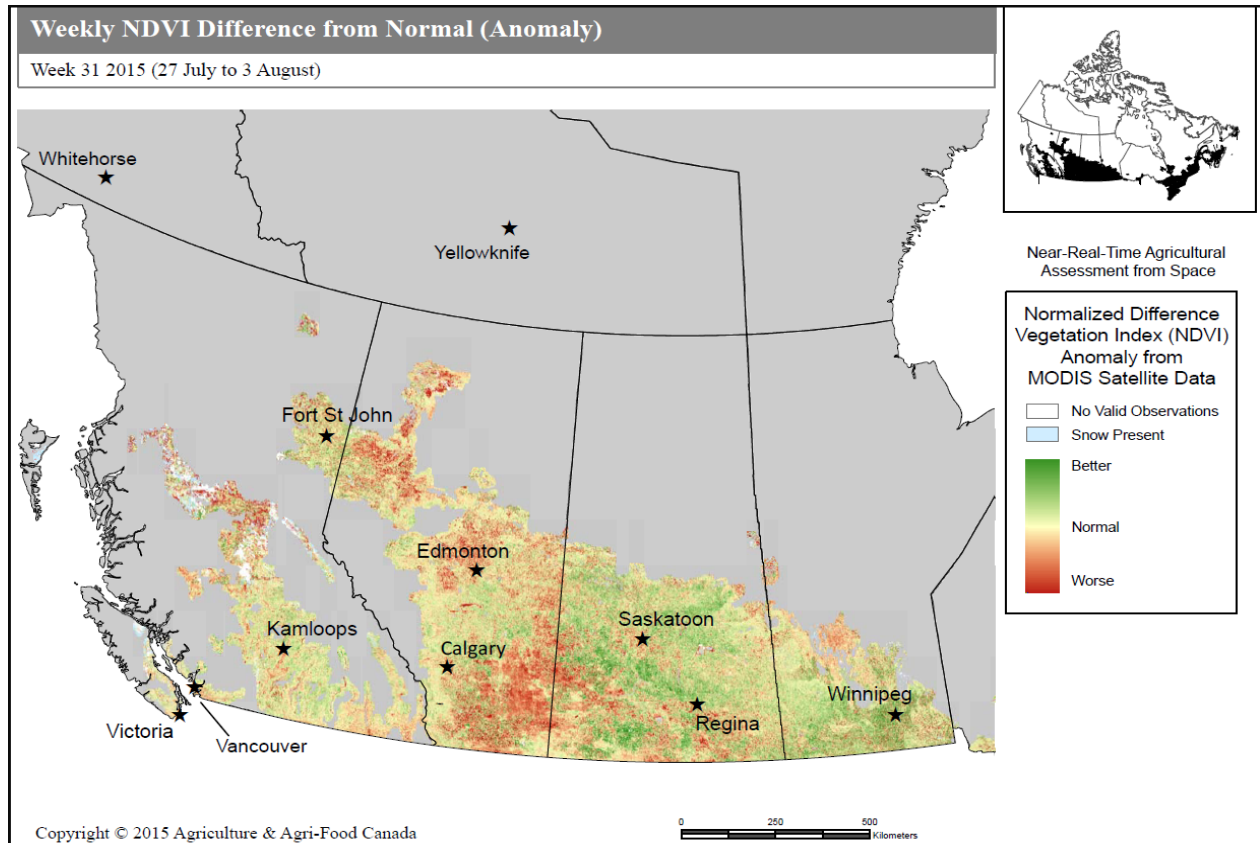 Weekly NDVI Difference from Normal (Anomaly)
Week 31 2015 (27 July to 3 August)
Whitehorse
Yellowknife
Fort St John
Edmonton
Kamloops
Calgary
Saskatoon
Regina
Winnipeg
Victoria
Vancouver
Near-Real-Time Agricultural
Assessment from Space
Normalized Difference
Vegetation Index (NDVI)
Anomaly from
MODIS Satellite Data
No Valid Observations
Snow Present
Better
Normal
Worse
Copyright © 2015 Agriculture & Agri-Food Canada
0 250 500
Kilometers